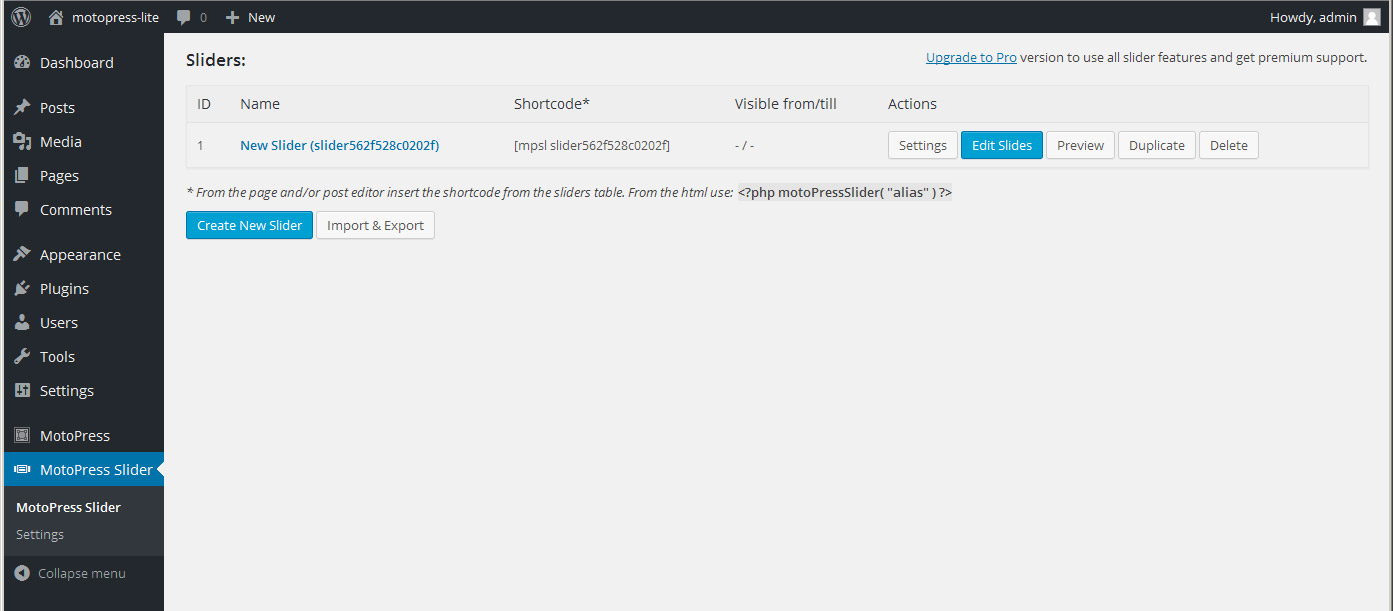 motopress-lite 0 New Howdy, admin
Dashboard
Posts
Media
Pages
Comments
Appearance
Plugins
Users
Tools
Settings
MotoPress
MotoPress Slider
MotoPress Slider
Settings
Collapse menu
Sliders:
Upgrade to Pro version to use all slider features and get premium support.
ID Name Shortcode* Visible from/till Actions
1 New Slider (slider562f528c0202f) [mpsl slider562f528c0202f] - / - Settings Edit Slides Preview Duplicate Delete
* From the page and/or post editor insert the shortcode from the sliders table. From the html use: <?php motoPressSlider( "alias" ) ?>
Create New Slider Import & Export